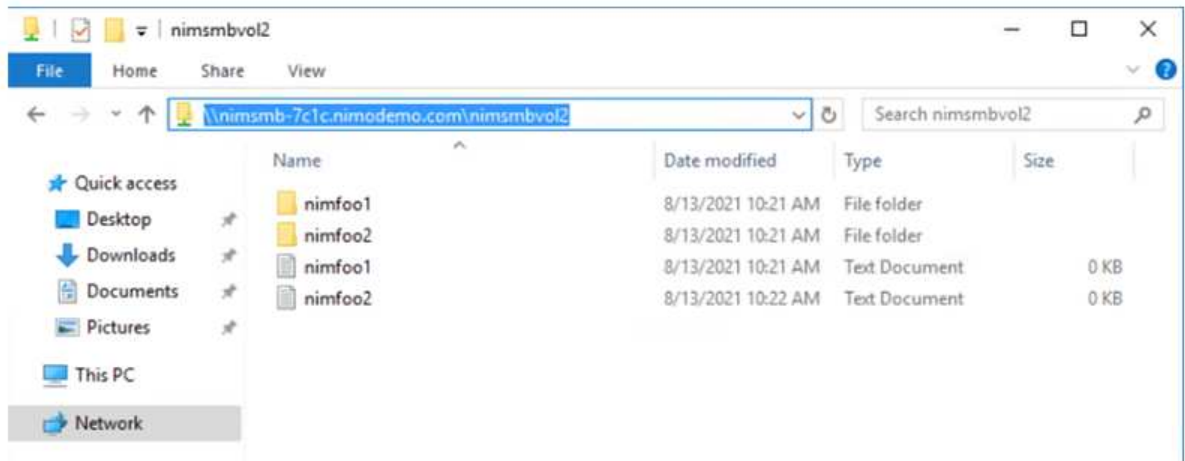 nimsmbvol2
File Home Share View
\\nimsmb-7c1c.nimodemo.com\nimsmbvol2 Search nimsmbvol2
Quick access
Desktop
Downloads
Documents
Pictures
This PC
Network
Name Date modified Type Size
nimfoo1 8/13/2021 10:21 AM File folder
nimfoo2 8/13/2021 10:21 AM File folder
nimfoo1 8/13/2021 10:21 AM Text Document 0 KB
nimfoo2 8/13/2021 10:22 AM Text Document 0 KB